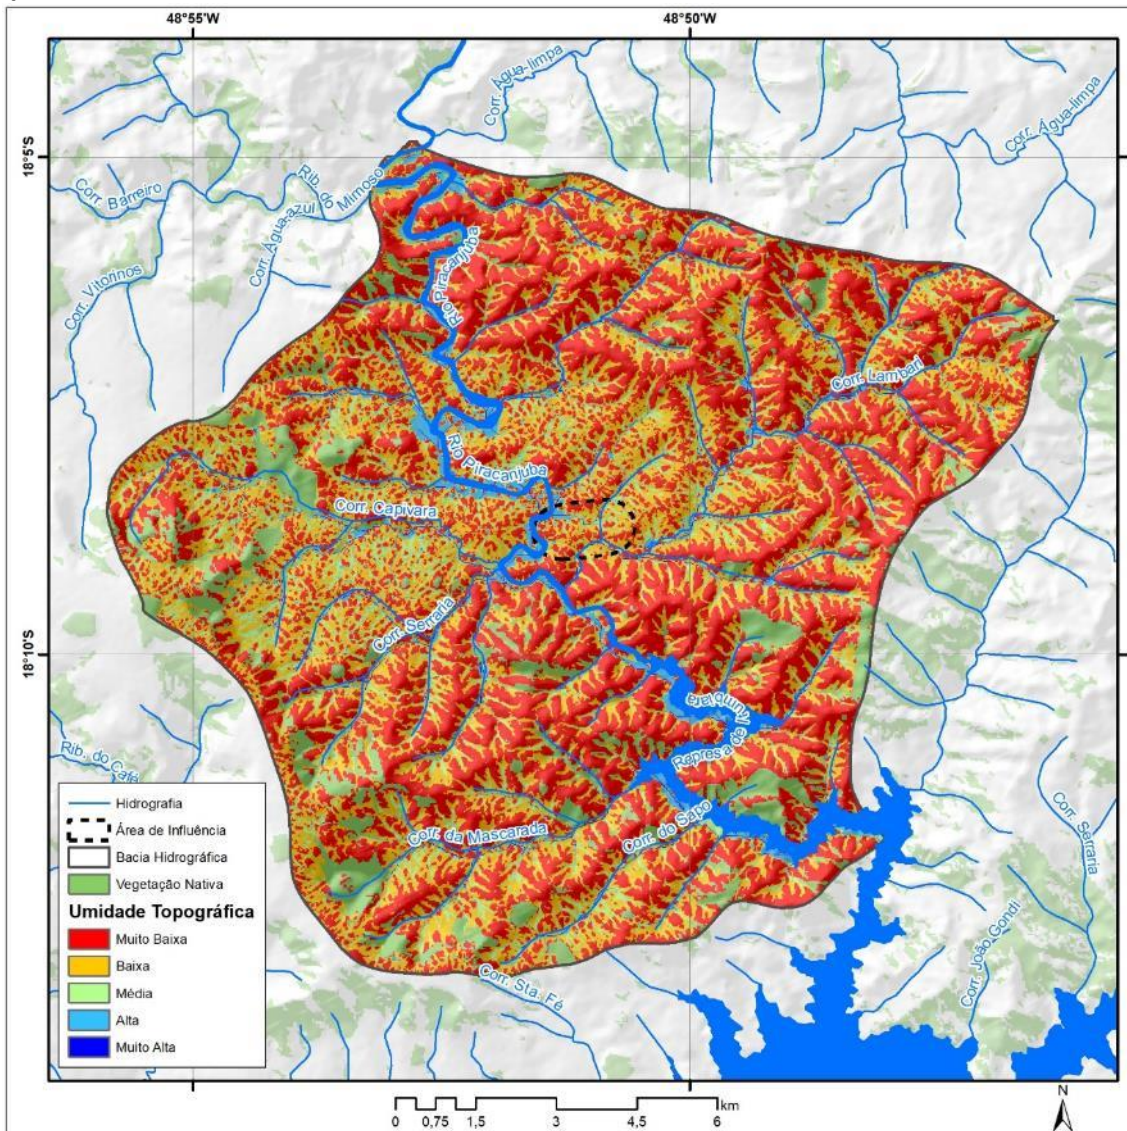 48°55'W
48°50'W
Corr. Água-limpa
Corr. Água-limpa
18°5'S
Rib. do Mimoso
Corr. Barreiro
Corr. Água-azul
Corr. Vitorinos
Rio Piracanjuba
Corr. Lambari
Rio Piracanjuba
Corr. Capivara
Corr. Serraria
18°10'S
Represa de Itumbiara
Rib. do Café
Corr. da Mascarada
Corr. do Sapo
Corr. Serraria
Corr. João Gondi
Corr. Sta. Fé
Hidrografia
Área de Influência
Bacia Hidrográfica
Vegetação Nativa
Umidade Topográfica
Muito Baixa
Baixa
Média
Alta
Muito Alta
km
0 0,75 1,5 3 4,5 6
N